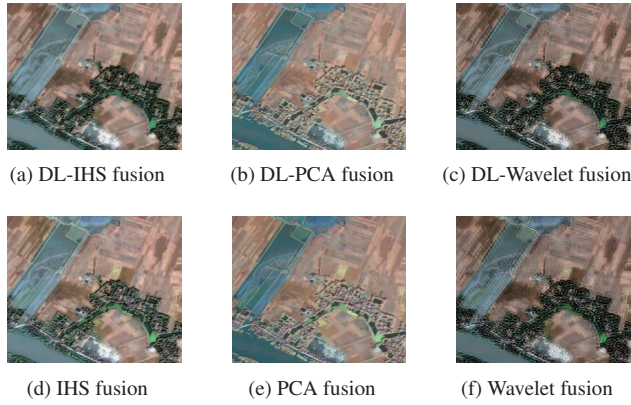 (a) DL-IHS fusion
(b) DL-PCA fusion
(c) DL-Wavelet fusion
(d) IHS fusion
(e) PCA fusion
(f) Wavelet fusion